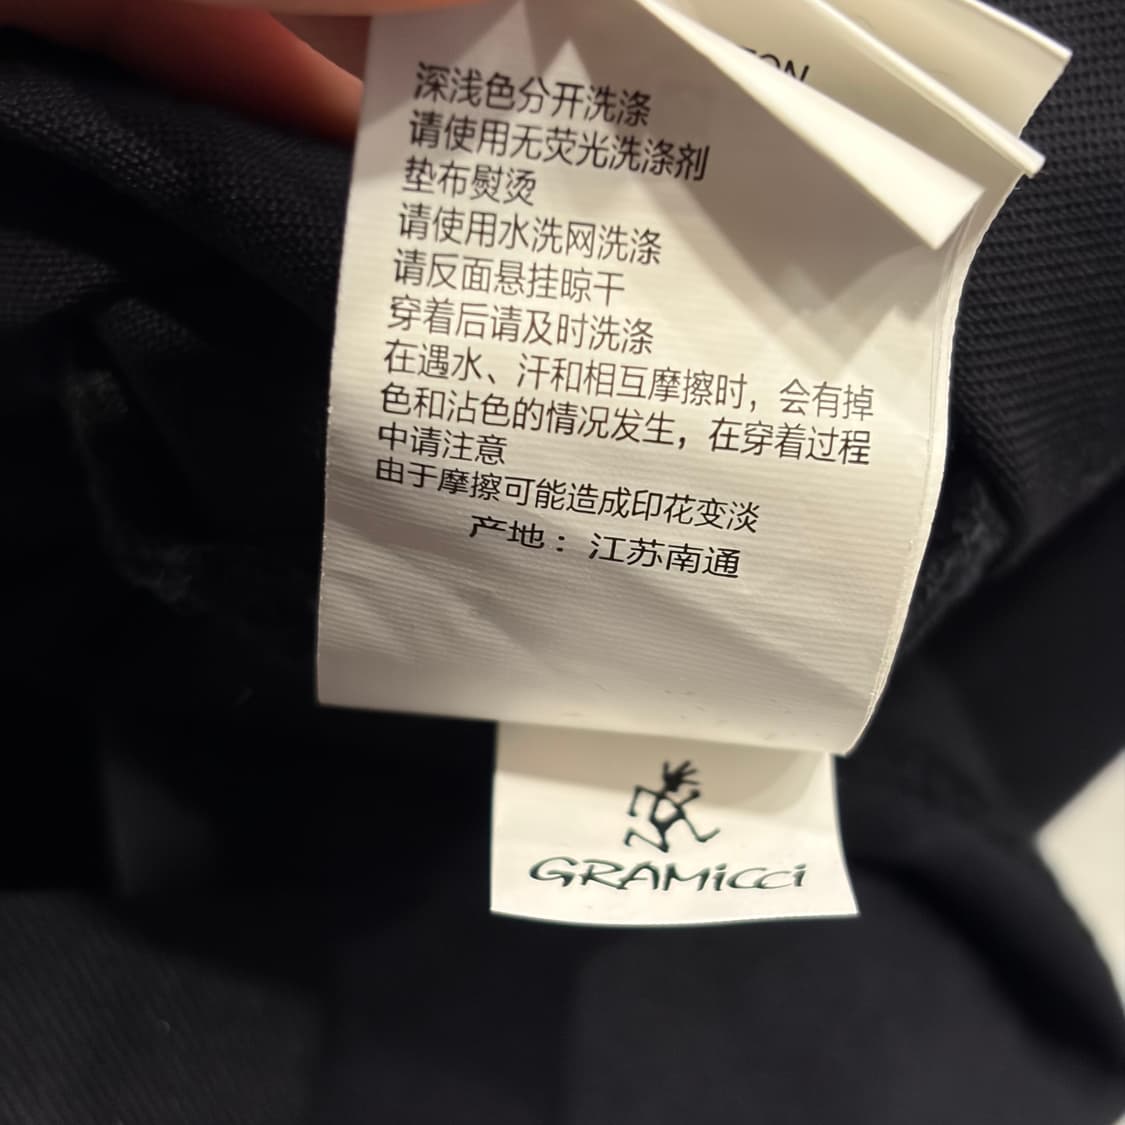 深浅色分开洗涤
请使用无荧光洗涤剂
垫布熨烫
请使用水洗网洗涤
请反面悬挂晾干
穿着后请及时洗涤
在遇水、汗和相互摩擦时，会有掉
色和沾色的情况发生，在穿着过程
中请注意
由于摩擦可能造成印花变淡
产地：江苏南通
GRAMICCI